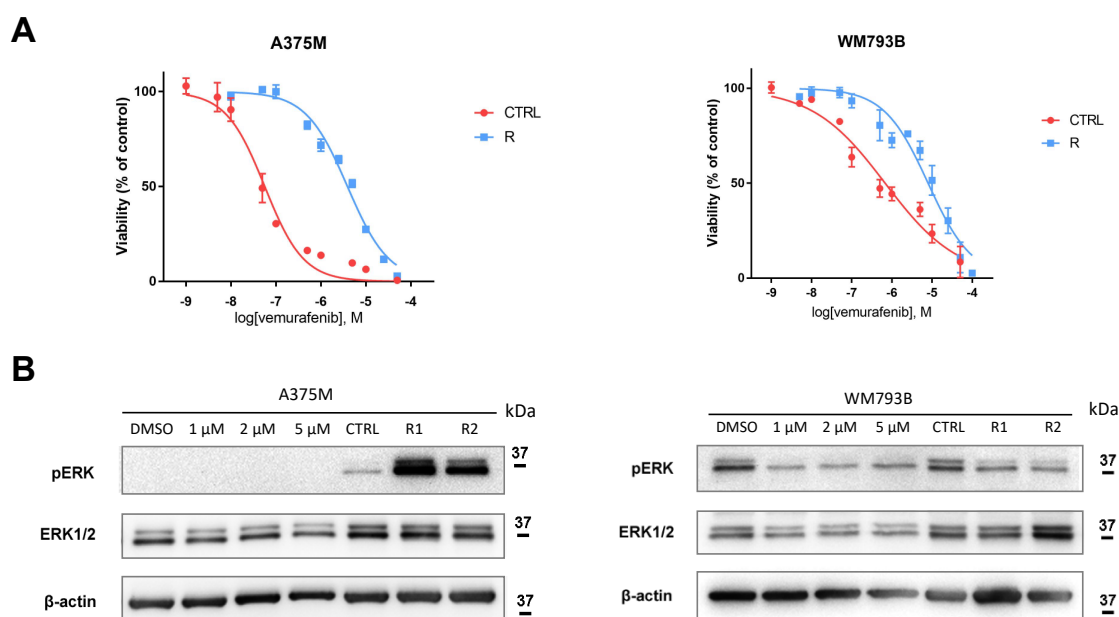 A
A375M
WM793B
Viability (% of control)
100
50
0
-9 -8 -7 -6 -5 -4
log[vemurafenib], M
CTRL
R
Viability (% of control)
100
50
0
-9 -8 -7 -6 -5 -4
log[vemurafenib], M
CTRL
R
B
A375M
kDa
DMSO 1 µM 2 µM 5 µM CTRL R1 R2
pERK 37
ERK1/2 37
β-actin 37
WM793B
kDa
DMSO 1 µM 2 µM 5 µM CTRL R1 R2
pERK 37
ERK1/2 37
β-actin 37